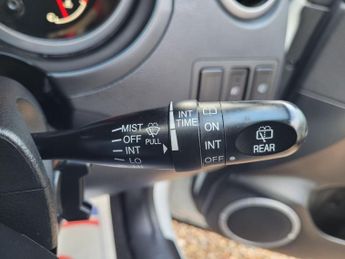 MIST
OFF
INT
LO
PULL
INT
TIME
ON
INT
OFF
REAR